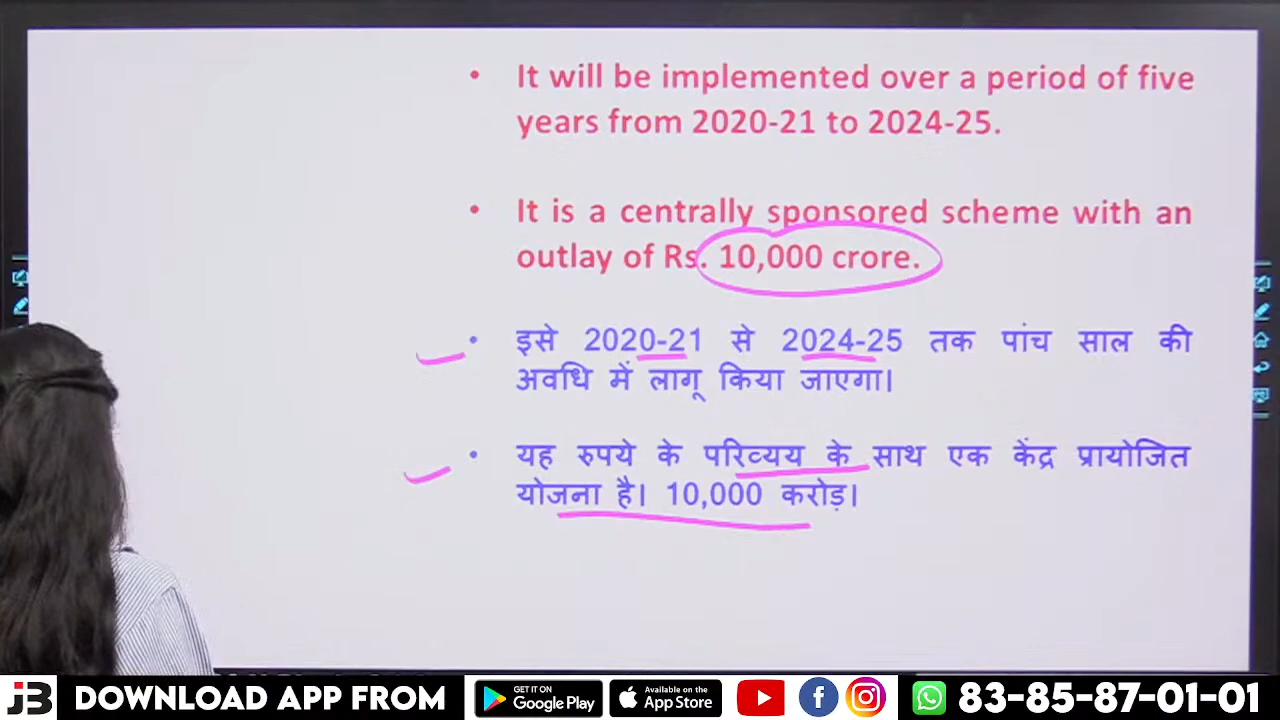 • It will be implemented over a period of five
years from 2020-21 to 2024-25.
• It is a centrally sponsored scheme with an
outlay of Rs. 10,000 crore.
• इसे 2020-21 से 2024-25 तक पांच साल की
अवधि में लागू किया जाएगा।
• यह रुपये के परिव्यय के साथ एक केंद्र प्रायोजित
योजना है। 10,000 करोड़।
JB DOWNLOAD APP FROM GET IT ON Google Play Available on the App Store 83-85-87-01-01